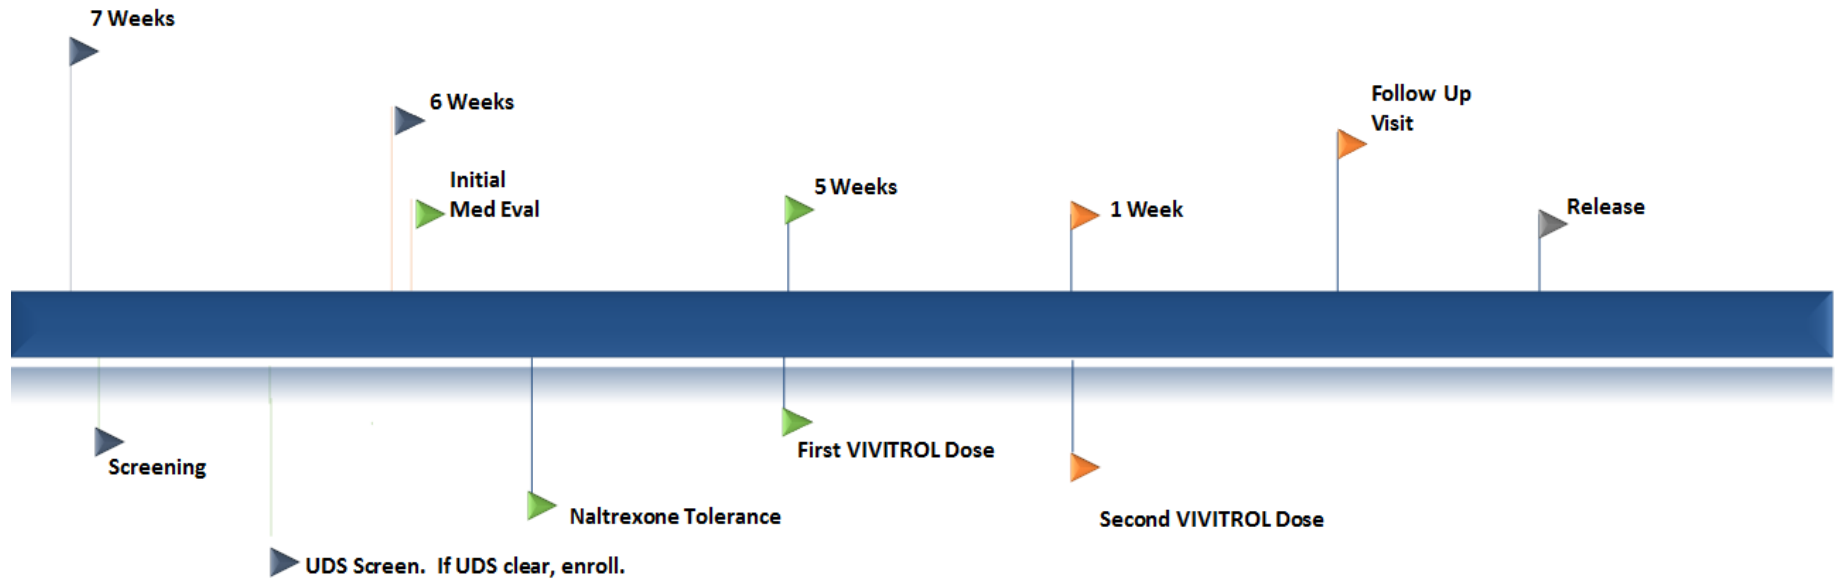 7 Weeks
6 Weeks
Initial
Med Eval
5 Weeks
1 Week
Follow Up
Visit
Release
Screening
UDS Screen.  If UDS clear, enroll.
Naltrexone Tolerance
First VIVITROL Dose
Second VIVITROL Dose